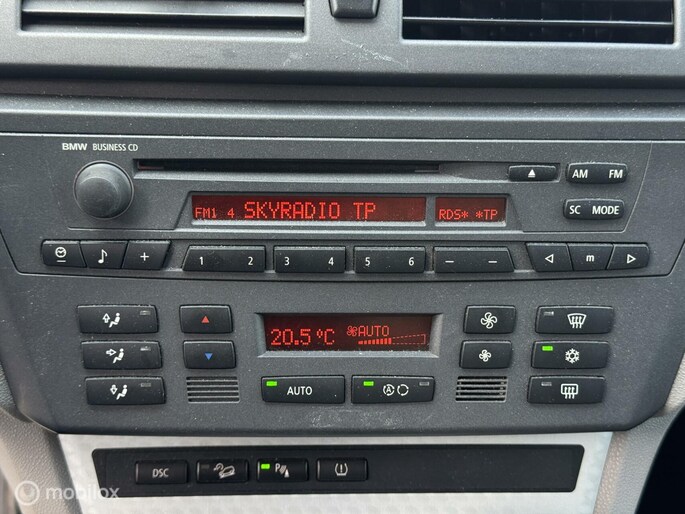 BMW BUSINESS CD
AM FM
FM1 4 SKYRADIO TP RDS* *TP
SC MODE
1 2 3 4 5 6 m
20.5°C AUTO
AUTO A
DSC P
mobilox